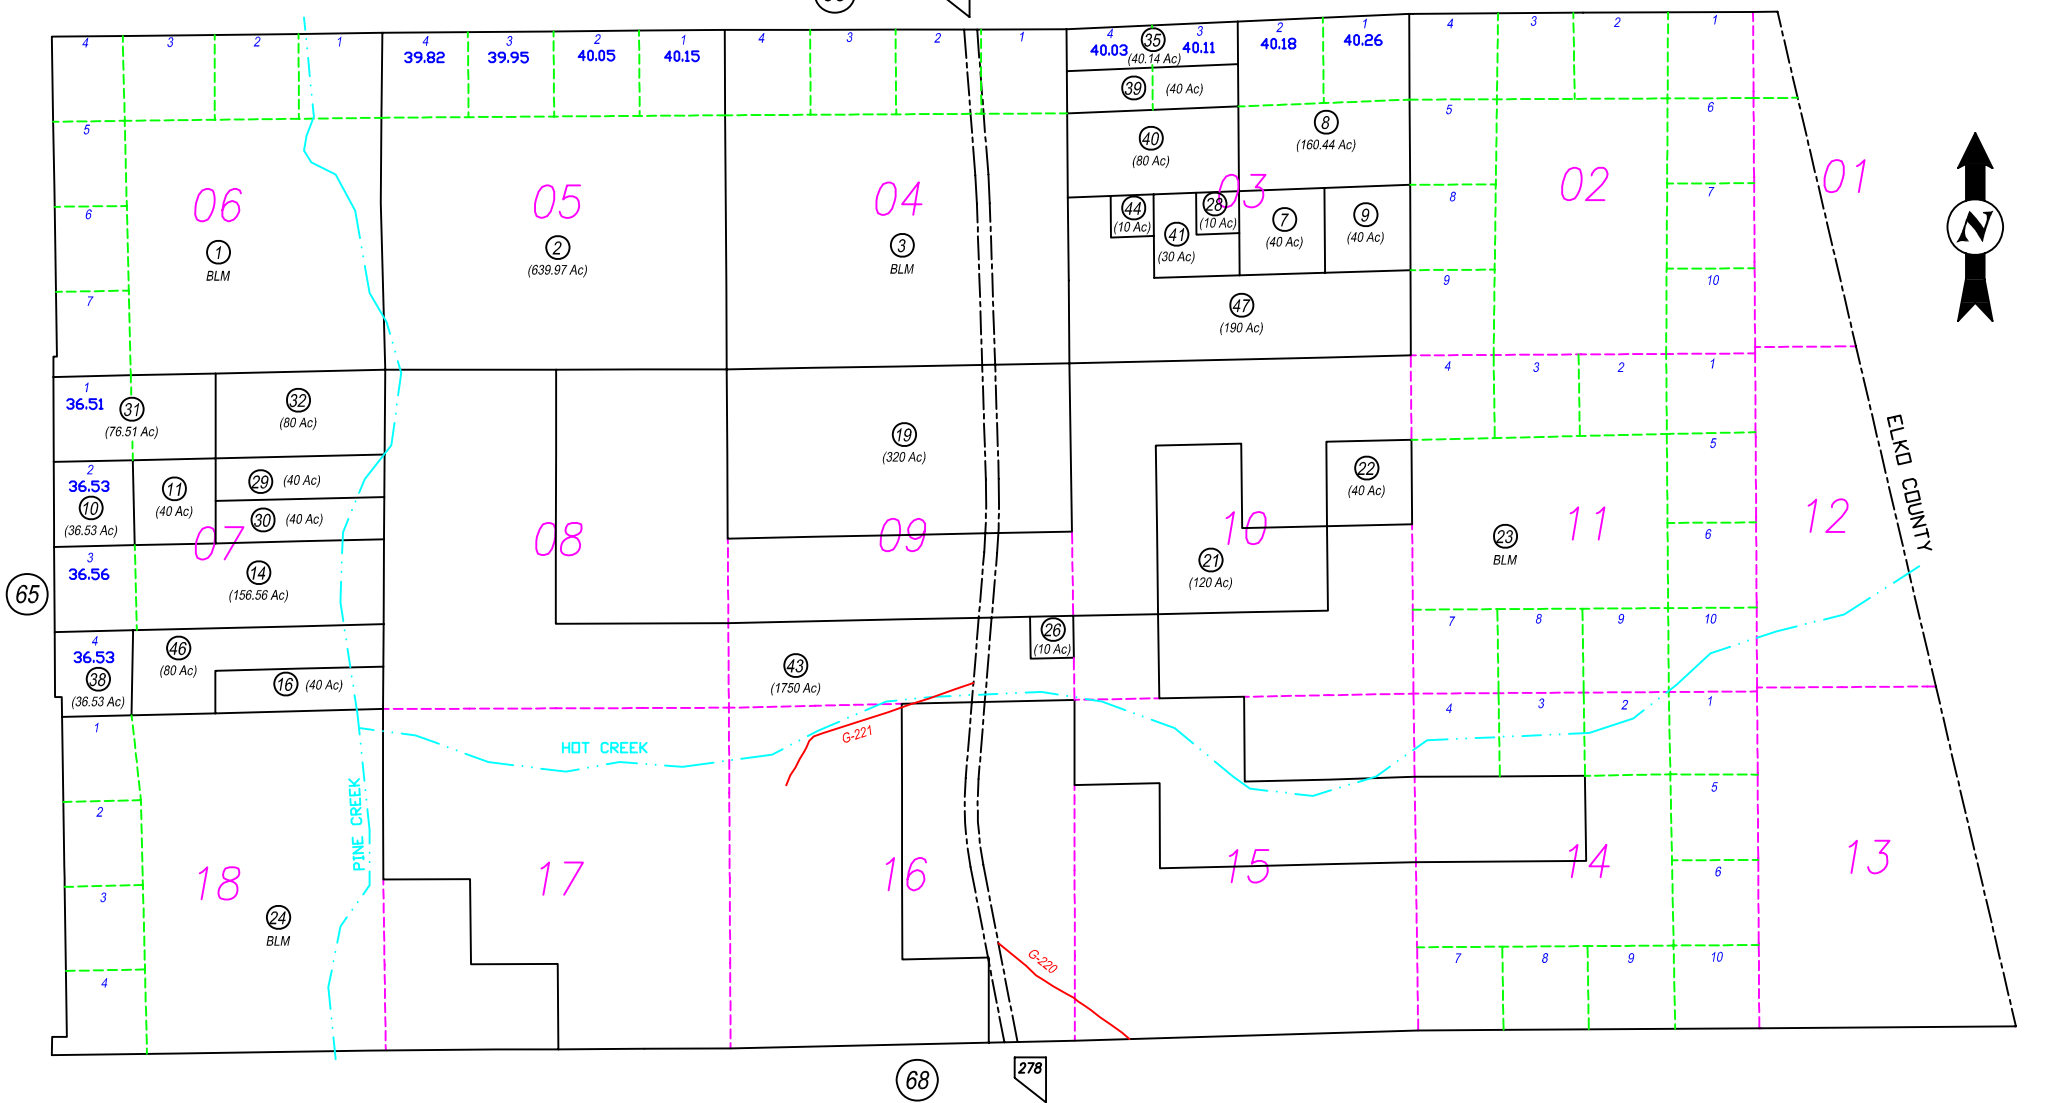 4 3 2 1
4 3 2 1
39.82 39.95 40.05 40.15
4 3 2 1
4 35 3 2 1
40.03 40.11 40.18 40.26
(40.14 Ac)
4 3 2 1
39 (40 Ac)
5
6
7
06
1
BLM
05
2
(639.97 Ac)
04
3
BLM
40
(80 Ac)
8
(160.44 Ac)
03
44
(10 Ac)
41
(30 Ac)
28
(10 Ac)
7
(40 Ac)
9
(40 Ac)
47
(190 Ac)
5
8
9
02
6
7
10
01
N
1
36.51
31
(76.51 Ac)
32
(80 Ac)
2
36.53
10
(36.53 Ac)
11
(40 Ac)
29 (40 Ac)
30 (40 Ac)
07
3
36.56
14
(156.56 Ac)
65
4
36.53
38
(36.53 Ac)
46
(80 Ac)
16 (40 Ac)
08
19
(320 Ac)
09
10
21
(120 Ac)
22
(40 Ac)
4 3 2 1
5
6
11
23
BLM
7 8 9 10
12
ELKO COUNTY
26
(10 Ac)
43
(1750 Ac)
G-221
HOT CREEK
PINE CREEK
1
2
3
4
18
24
BLM
17
16
15
G-220
4 3 2 1
5
6
14
7 8 9 10
13
68
278